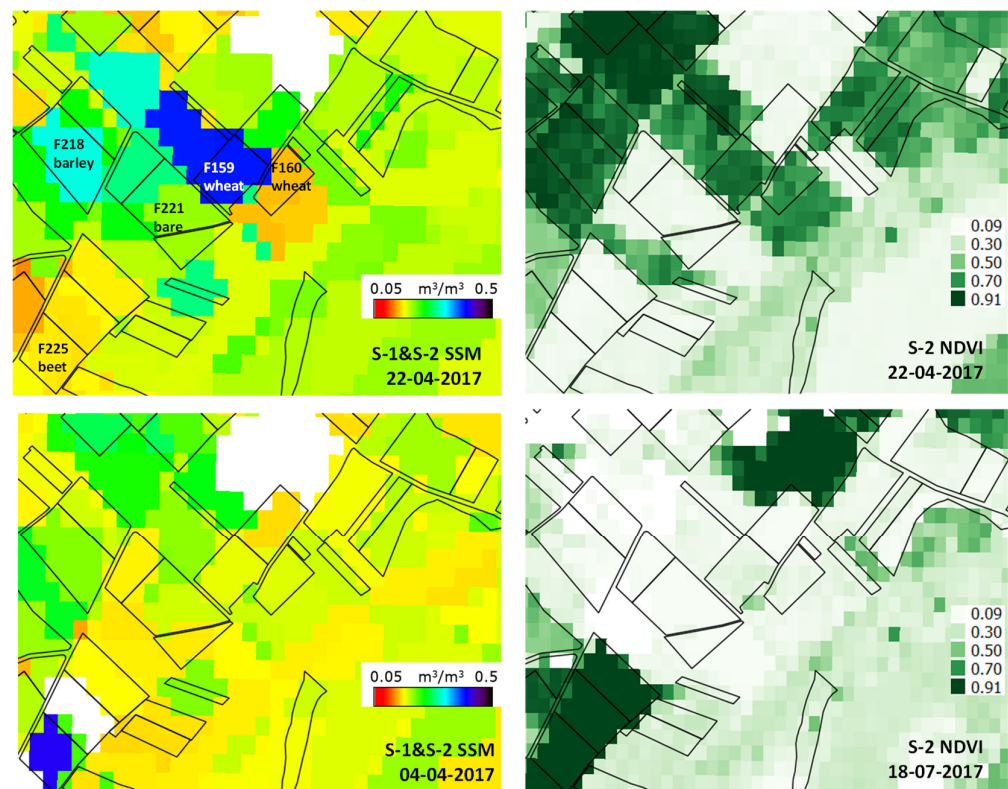 F218
barley
F159
wheat
F160
wheat
F221
bare
F225
beet
0.05 m³/m³ 0.5
S-1&S-2 SSM
22-04-2017
0.09
0.30
0.50
0.70
0.91
S-2 NDVI
22-04-2017
0.05 m³/m³ 0.5
S-1&S-2 SSM
04-04-2017
0.09
0.30
0.50
0.70
0.91
S-2 NDVI
18-07-2017